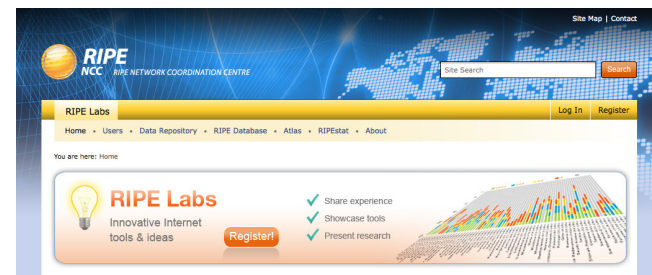 Site Map | Contact
RIPE
NCC RIPE NETWORK COORDINATION CENTRE
Site Search
Search
RIPE Labs
Log In Register
Home • Users • Data Repository • RIPE Database • Atlas • RIPEstat • About
You are here: Home
RIPE Labs
Innovative Internet
tools & ideas
Register!
Share experience
Showcase tools
Present research